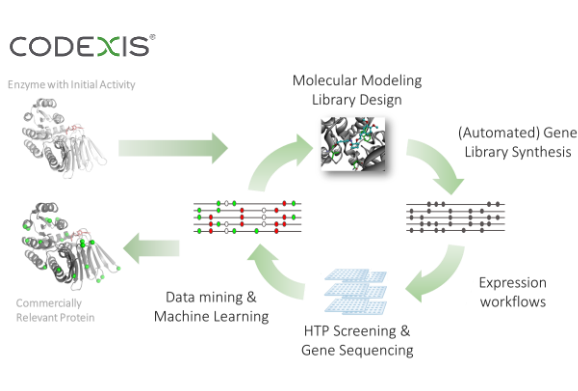 CODEXIS®
Enzyme with Initial Activity
Molecular Modeling
Library Design
(Automated) Gene
Library Synthesis
Commercially
Relevant Protein
Data mining &
Machine Learning
Expression
workflows
HTP Screening &
Gene Sequencing